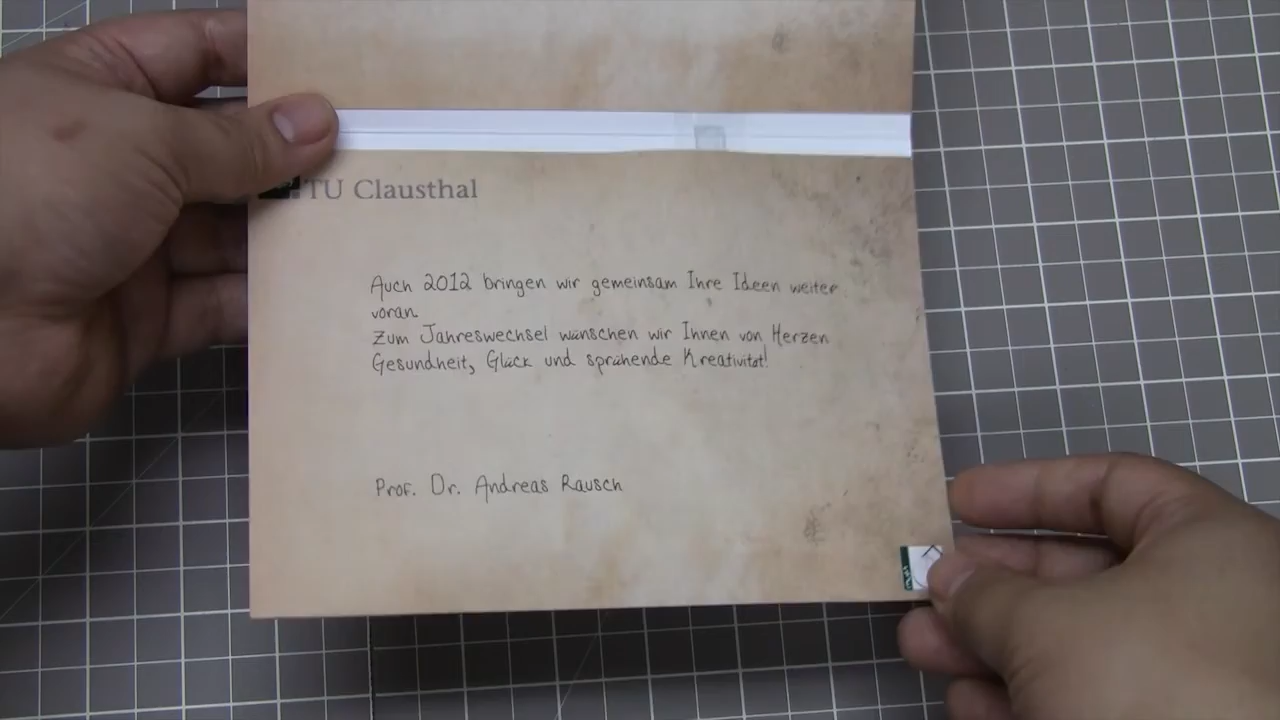 TU Clausthal
Auch 2012 bringen wir gemeinsam Ihre Ideen weiter
voran.
Zum Jahreswechsel wünschen wir Ihnen von Herzen
Gesundheit, Glück und sprühende Kreativität!
Prof. Dr. Andreas Rausch